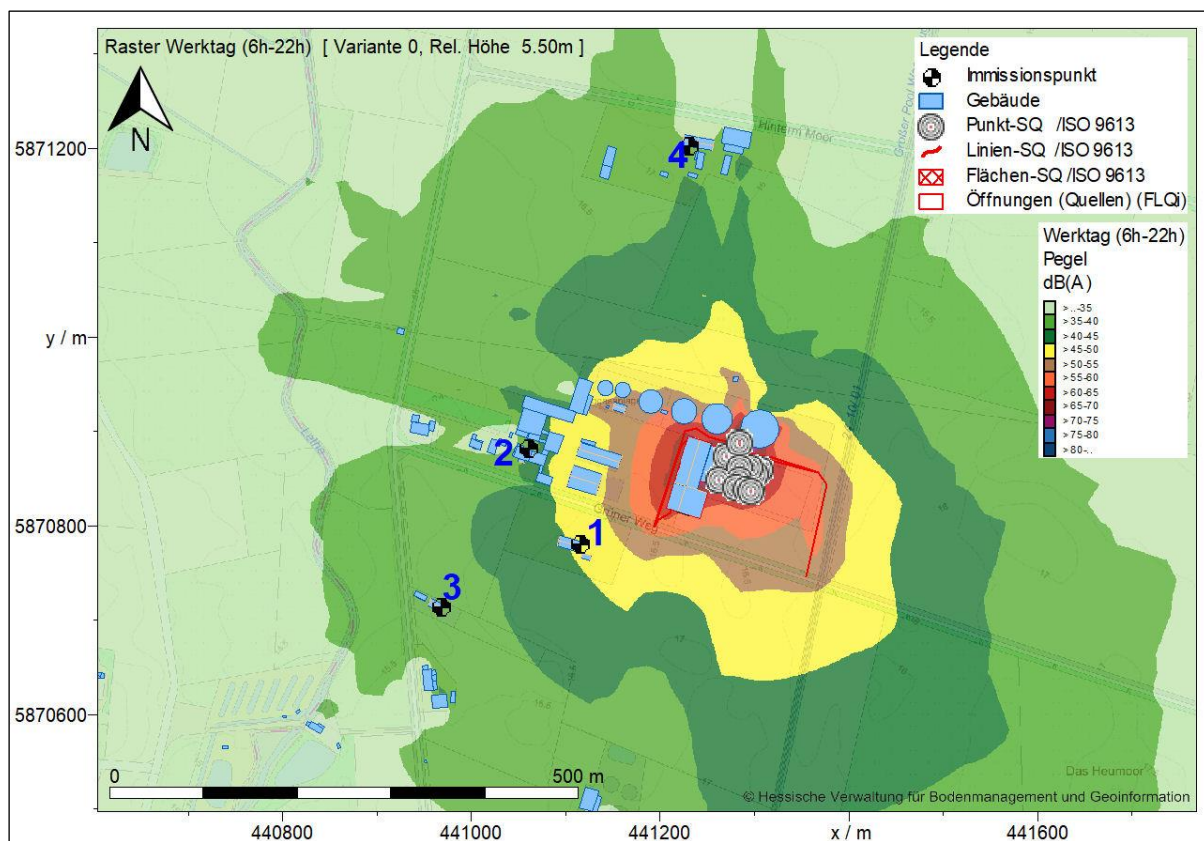 Raster Werktag (6h-22h) [ Variante 0, Rel. Höhe 5.50m ]
N
Legende
Immissionspunkt
Gebäude
Punkt-SQ /ISO 9613
Linien-SQ /ISO 9613
Flächen-SQ /ISO 9613
Öffnungen (Quellen) (FLQi)
Werktag (6h-22h)
Pegel
dB(A)
>..-35
>35-40
>40-45
>45-50
>50-55
>55-60
>60-65
>65-70
>70-75
>75-80
>80-..
Hinterm Moor
5871200
4
y / m
2
5870800
Grüner Weg
1
3
5870600
Das Heumoor
0
500 m
© Hessische Verwaltung für Bodenmanagement und Geoinformation
440800
441000
441200
x / m
441600